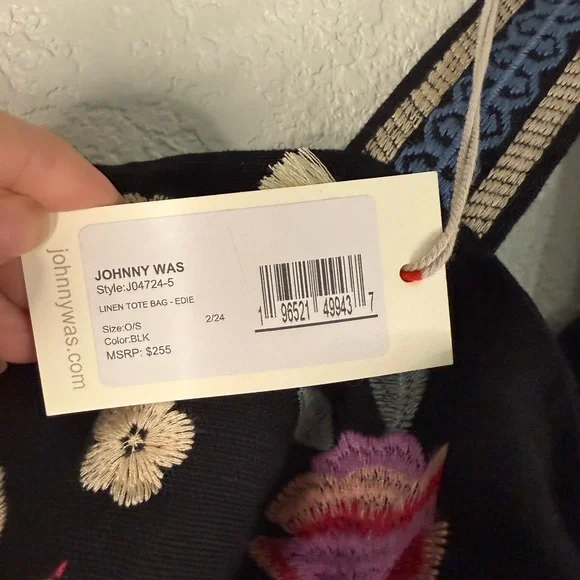 johnnywas.com
JOHNNY WAS
Style:J04724-5
LINEN TOTE BAG - EDIE
Size:O/S 2/24
Color:BLK
MSRP: $255
1 96521 49943 7